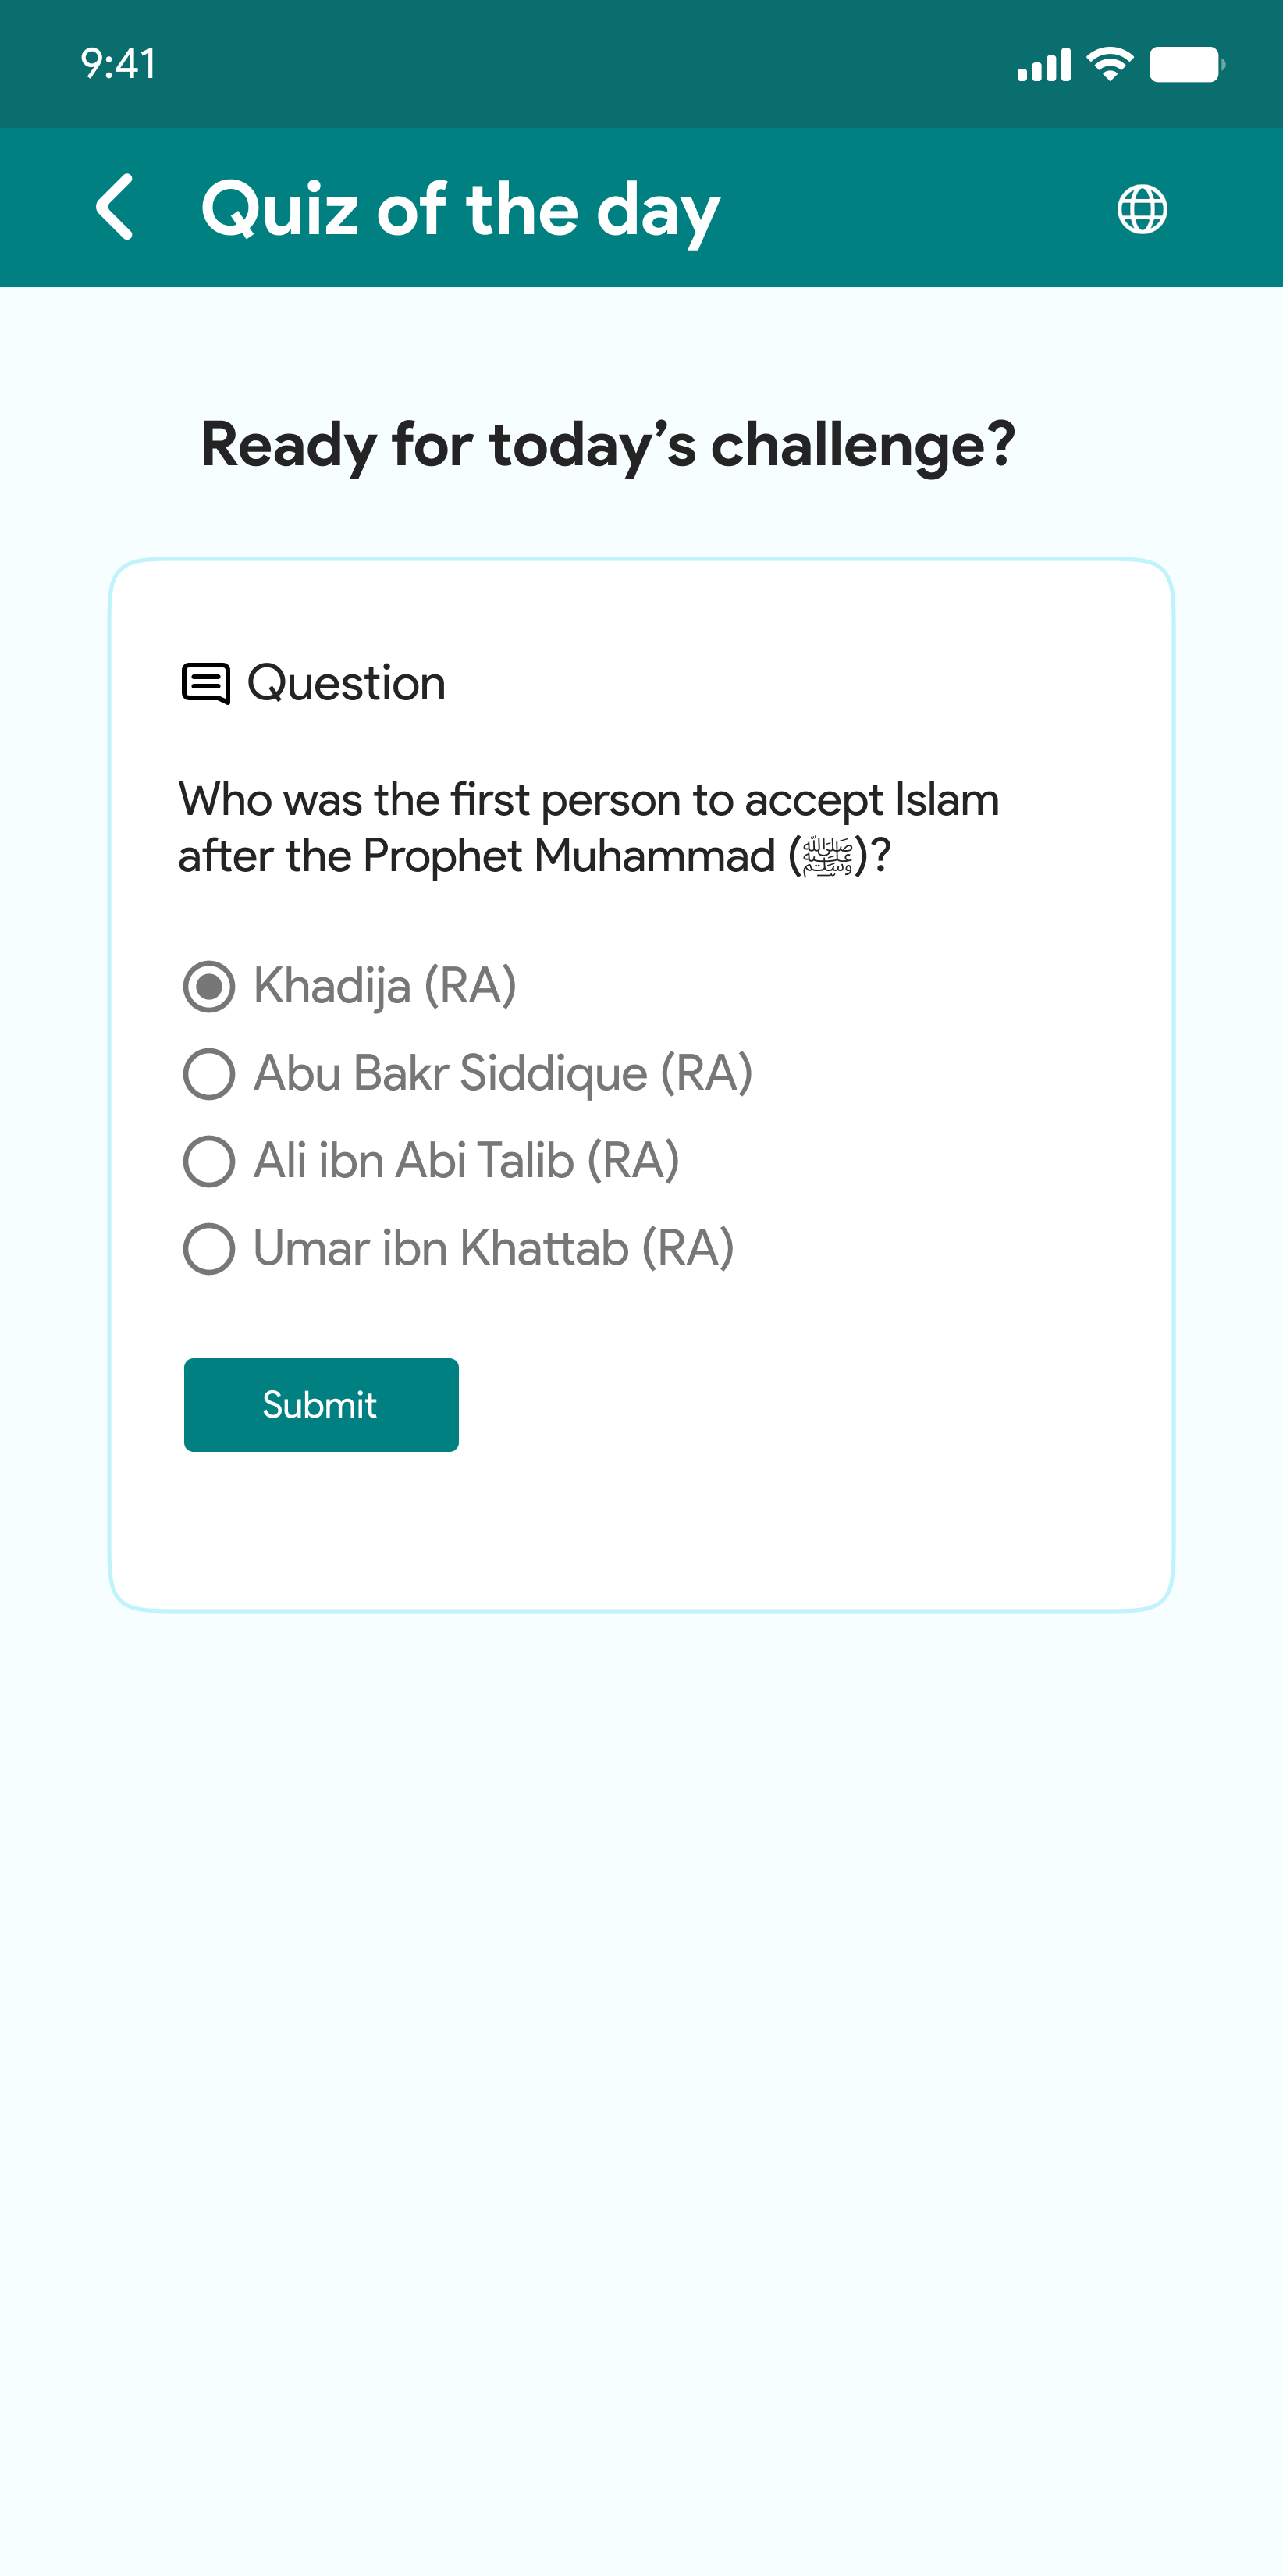 9:41
Quiz of the day
Ready for today’s challenge?
Question
Who was the first person to accept Islam
after the Prophet Muhammad (ﷺ)?
Khadija (RA)
Abu Bakr Siddique (RA)
Ali ibn Abi Talib (RA)
Umar ibn Khattab (RA)
Submit